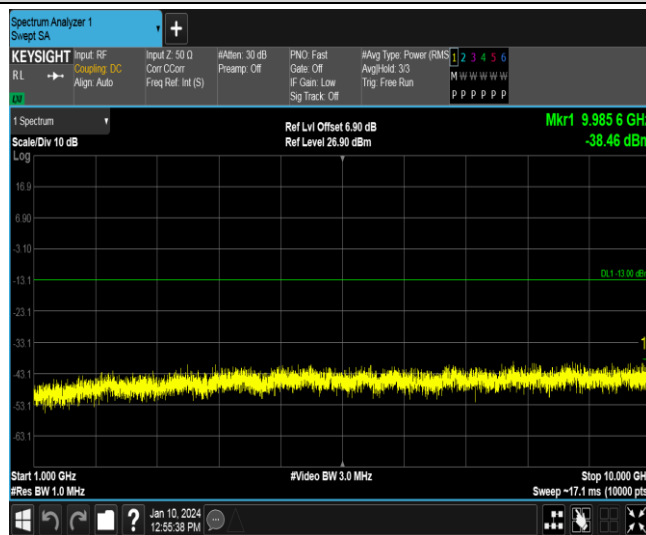 Spectrum Analyzer 1
Swept SA
KEYSIGHT
RL
Input: RF
Coupling: DC
Align: Auto
Input Z: 50 Ω
Corr CCorr
Freq Ref: Int (S)
#Atten: 30 dB
Preamp: Off
PNO: Fast
Gate: Off
IF Gain: Low
Sig Track: Off
#Avg Type: Power (RMS
Avg|Hold: 3/3
Trig: Free Run
1 2 3 4 5 6
M W W W W W
P P P P P P
1 Spectrum
Scale/Div 10 dB
Ref Lvl Offset 6.90 dB
Ref Level 26.90 dBm
Mkr1 9.985 6 GHz
-38.46 dBm
Log
16.9
6.90
-3.10
-13.1
DL1 -13.00 dBm
-23.1
-33.1
1
-43.1
-53.1
-63.1
Start 1.000 GHz
#Video BW 3.0 MHz
Stop 10.000 GH
#Res BW 1.0 MHz
Sweep ~17.1 ms (10000 pts
Jan 10, 2024
12:55:38 PM